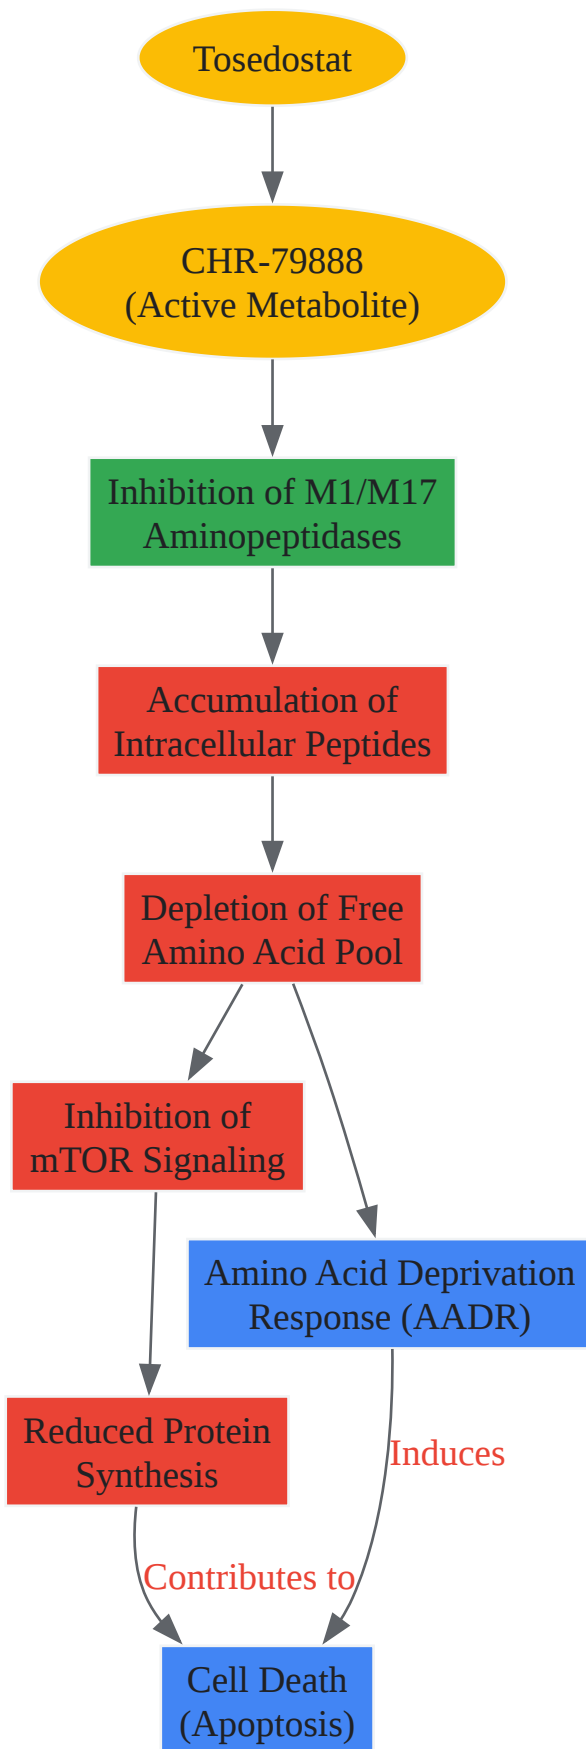 Tosedostat
CHR-79888
(Active Metabolite)
Inhibition of M1/M17
Aminopeptidases
Accumulation of
Intracellular Peptides
Depletion of Free
Amino Acid Pool
Inhibition of
mTOR Signaling
Amino Acid Deprivation
Response (AADR)
Reduced Protein
Synthesis
Induces
Contributes to
Cell Death
(Apoptosis)